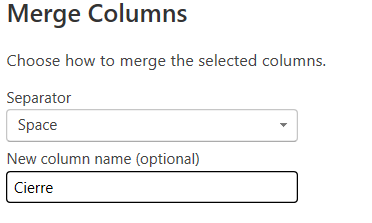 Merge Columns
Choose how to merge the selected columns.
Separator
Space
New column name (optional)
Cierre